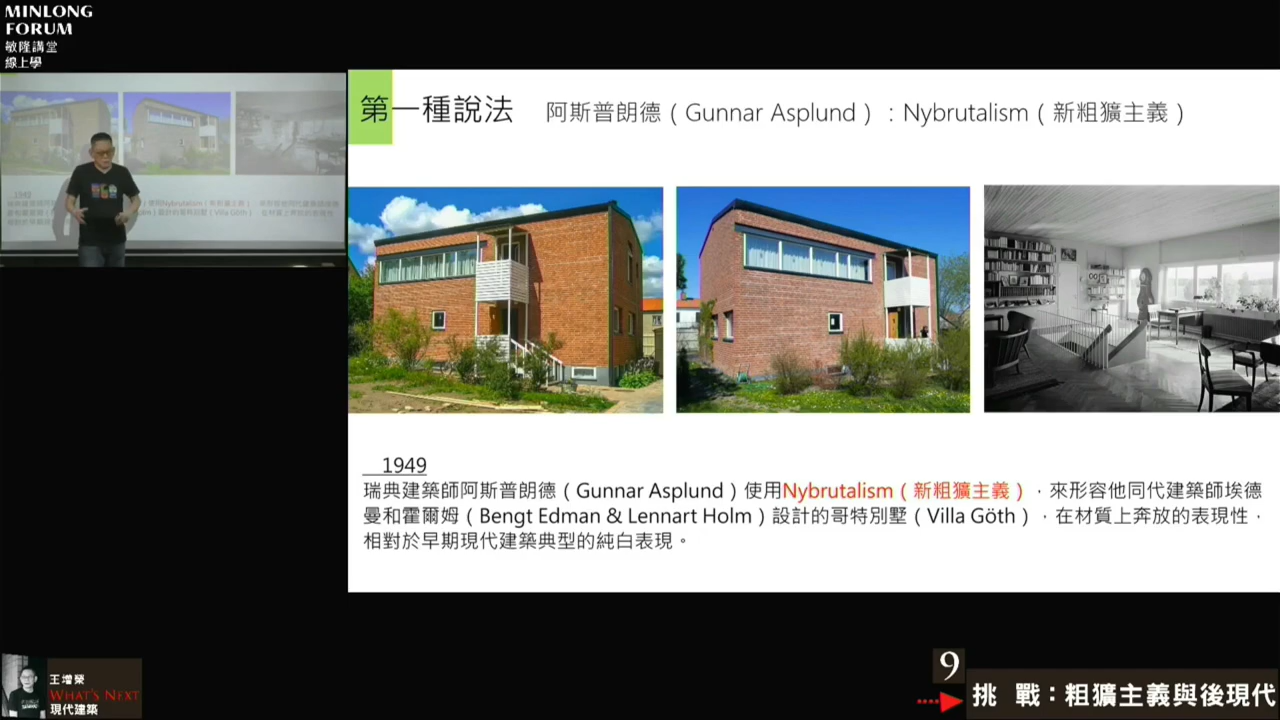 MINLONG
FORUM
敏隆講堂
線上學
第一種說法 阿斯普朗德（Gunnar Asplund）：Nybrutalism（新粗獷主義）
1949
瑞典建築師阿斯普朗德（Gunnar Asplund）使用Nybrutalism（新粗獷主義），來形容他同代建築師埃德
曼和霍爾姆（Bengt Edman & Lennart Holm）設計的哥特別墅（Villa Göth），在材質上奔放的表現性，
相對於早期現代建築典型的純白表現。
王增榮
WHAT'S NEXT
現代建築
9
挑 戰：粗獷主義與後現代